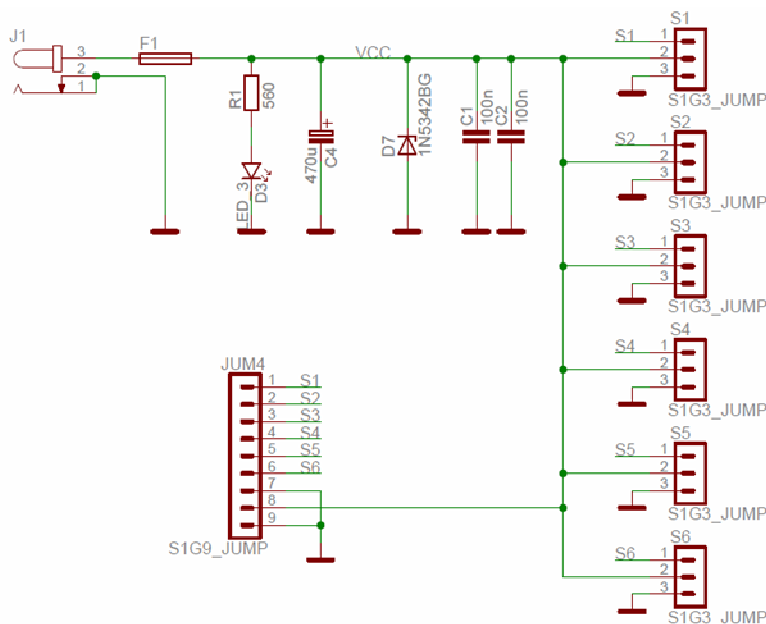 J1
3
2
1
F1
VCC
R1
560
LED_3
D3
470u
+
C4
D7
1N5342BG
C1
100n
C2
100n
S1
S1
1
2
3
S1G3_JUMP
S2
S2
1
2
3
S1G3_JUMP
S3
S3
1
2
3
S1G3_JUMP
S4
S4
1
2
3
S1G3_JUMP
S5
S5
1
2
3
S1G3_JUMP
S6
S6
1
2
3
S1G3_JUMP
JUM4
1 S1
2 S2
3 S3
4 S4
5 S5
6 S6
7
8
9
S1G9_JUMP